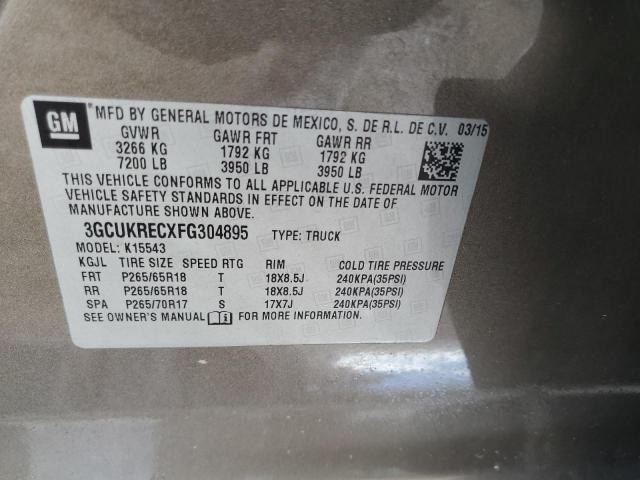 GM ® MFD BY GENERAL MOTORS DE MEXICO, S. DE R.L. DE C.V. 03/15
GVWR GAWR FRT GAWR RR
3266 KG 1792 KG 1792 KG
7200 LB 3950 LB 3950 LB
THIS VEHICLE CONFORMS TO ALL APPLICABLE U.S. FEDERAL MOTOR
VEHICLE SAFETY STANDARDS IN EFFECT ON THE DATE OF
MANUFACTURE SHOWN ABOVE.
3GCUKRECXFG304895 TYPE: TRUCK
MODEL: K15543
KGJL TIRE SIZE SPEED RTG RIM COLD TIRE PRESSURE
FRT P265/65R18 T 18X8.5J 240KPA(35PSI)
RR P265/65R18 T 18X8.5J 240KPA(35PSI)
SPA P265/70R17 S 17X7J 240KPA(35PSI)
SEE OWNER'S MANUAL FOR MORE INFORMATION.